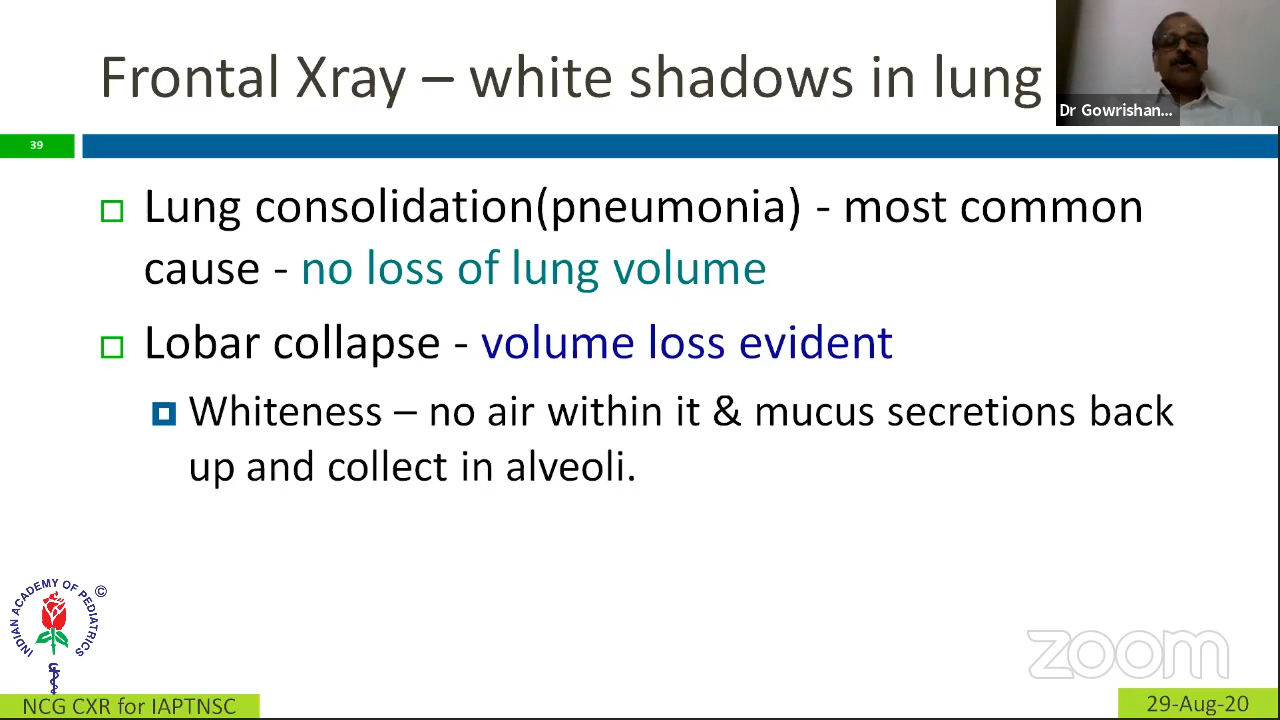 Frontal Xray – white shadows in lung
Dr Gowrishan...
39
Lung consolidation(pneumonia) - most common
cause - no loss of lung volume
Lobar collapse - volume loss evident
Whiteness – no air within it & mucus secretions back
up and collect in alveoli.
INDIAN ACADEMY OF PEDIATRICS ©
zoom
NCG CXR for IAPTNSC
29-Aug-20